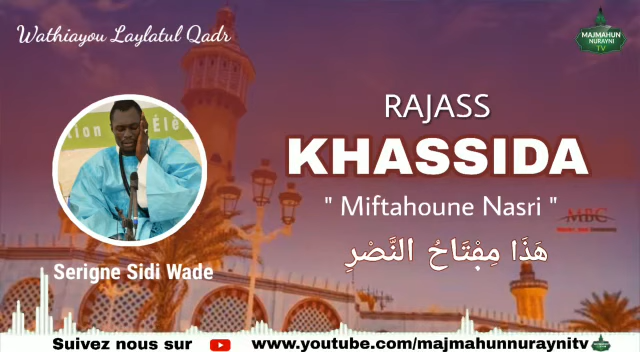 Wathiayou Laylatul Qadr
MAJMAHUN
NURAYNI
TV
RAJASS
KHASSIDA
" Miftahoune Nasri "
MBC
هَذَا مِفْتَاحُ النَّصْرِ
Serigne Sidi Wade
Suivez nous sur www.youtube.com/majmahunnuraynitv